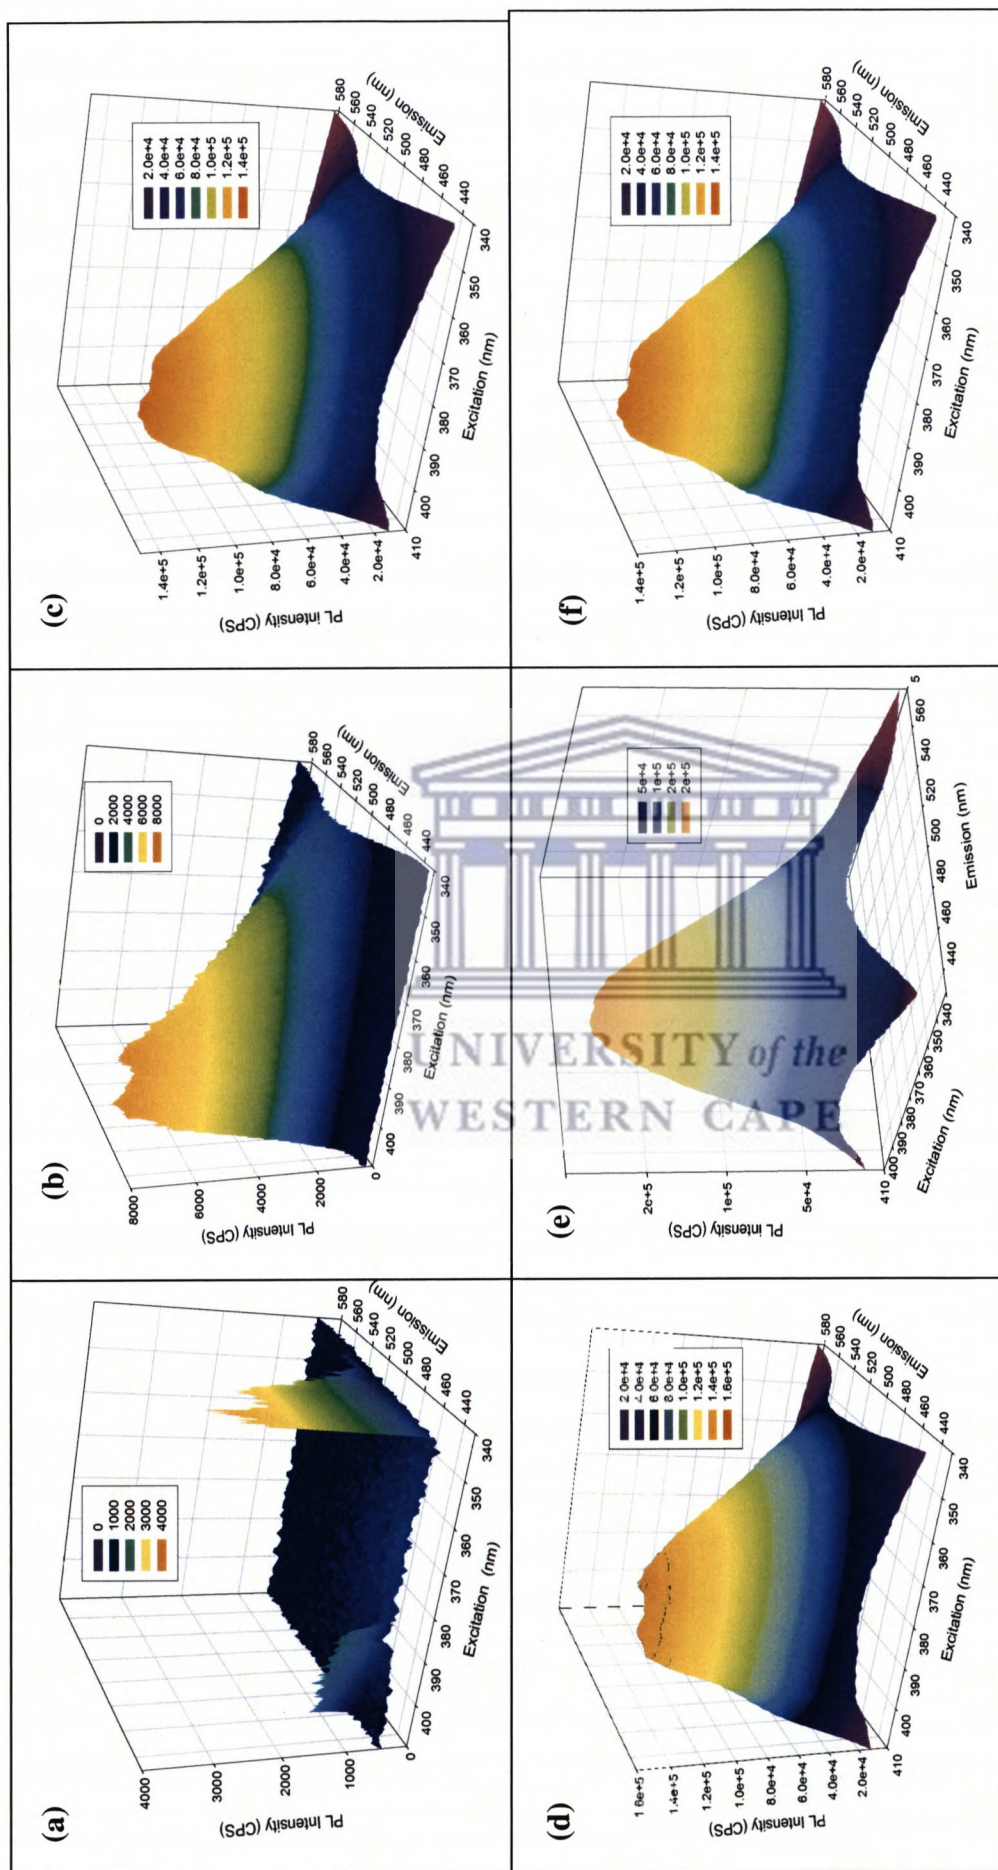 (a)
PL Intensity (CPS)
4000
3000
2000
1000
0
0
1000
2000
3000
4000
400
390
380
370
360
350
340
Excitation (nm)
440
460
480
500
520
540
560
580
Emission (nm)
(b)
PL Intensity (CPS)
8000
6000
4000
2000
0
0
2000
4000
6000
8000
400
390
380
370
360
350
340
Excitation (nm)
440
460
480
500
520
540
560
580
Emission (nm)
(c)
PL intensity (CPS)
1.4e+5
1.2e+5
1.0e+5
8.0e+4
6.0e+4
4.0e+4
2.0e+4
2.0e+4
4.0e+4
6.0e+4
8.0e+4
1.0e+5
1.2e+5
1.4e+5
410
400
390
380
370
360
350
340
Excitation (nm)
440
460
480
500
520
540
560
580
Emission (nm)
(d)
PL Intensity (CPS)
1.6e+5
1.4e+5
1.2e+5
1.0e+5
8.0e+4
6.0e+4
4.0e+4
2.0e+4
2.0e+4
4.0e+4
6.0e+4
8.0e+4
1.0e+5
1.2e+5
1.4e+5
1.6e+5
410
400
390
380
370
360
350
340
Excitation (nm)
440
460
480
500
520
540
560
580
Emission (nm)
(e)
PL intensity (CPS)
2e+5
1e+5
5e+4
5e+4
1e+5
2e+5
2e+5
410
400
390
380
370
360
350
340
Excitation (nm)
440
460
480
500
520
540
560
5
Emission (nm)
(f)
PL Intensity (CPS)
1.4e+5
1.2e+5
1.0e+5
8.0e+4
6.0e+4
4.0e+4
2.0e+4
2.0e+4
4.0e+4
6.0e+4
8.0e+4
1.0e+5
1.2e+5
1.4e+5
410
400
390
380
370
360
350
340
Excitation (nm)
440
460
480
500
520
540
560
580
Emission (nm)
UNIVERSITY of the
WESTERN CAPE